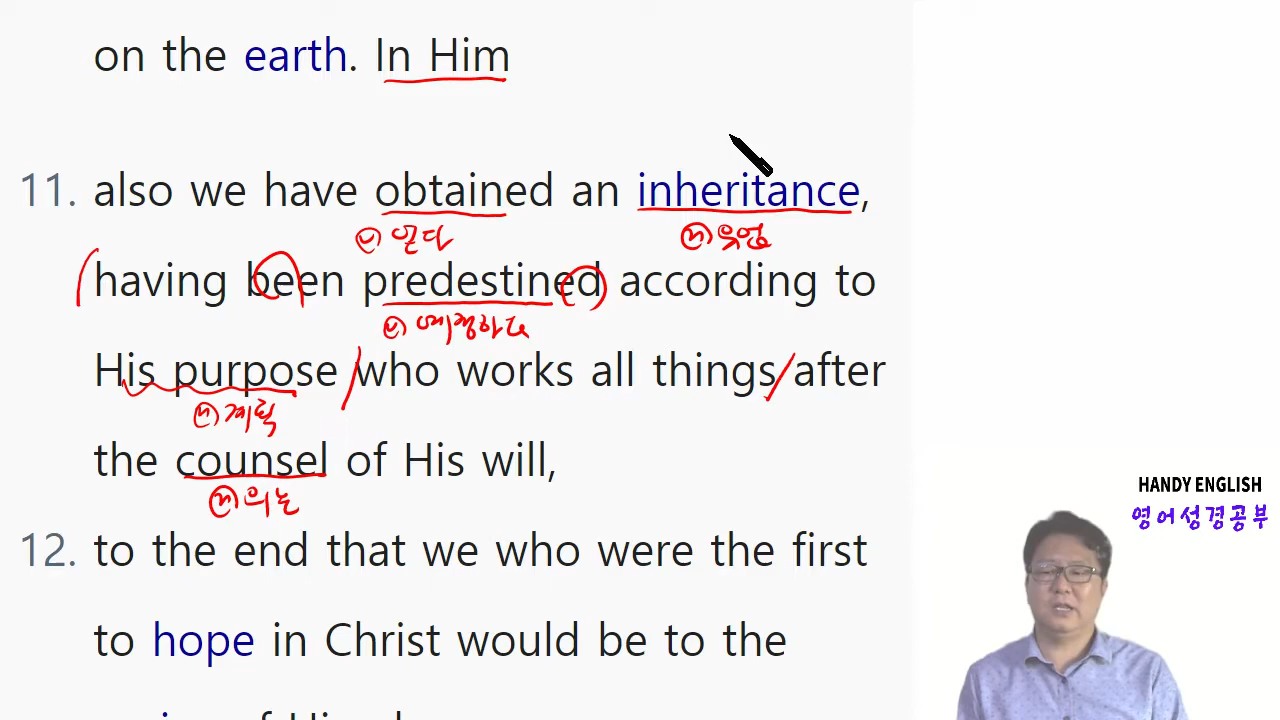 on the earth. In Him
11. also we have obtained an inheritance,
ⓥ 얻다 ⓝ 유업
having been predestined according to
ⓥ 예정하다
His purpose / who works all things / after
ⓝ 계획
the counsel of His will,
ⓝ 의논
HANDY ENGLISH
영어성경공부
12. to the end that we who were the first
to hope in Christ would be to the